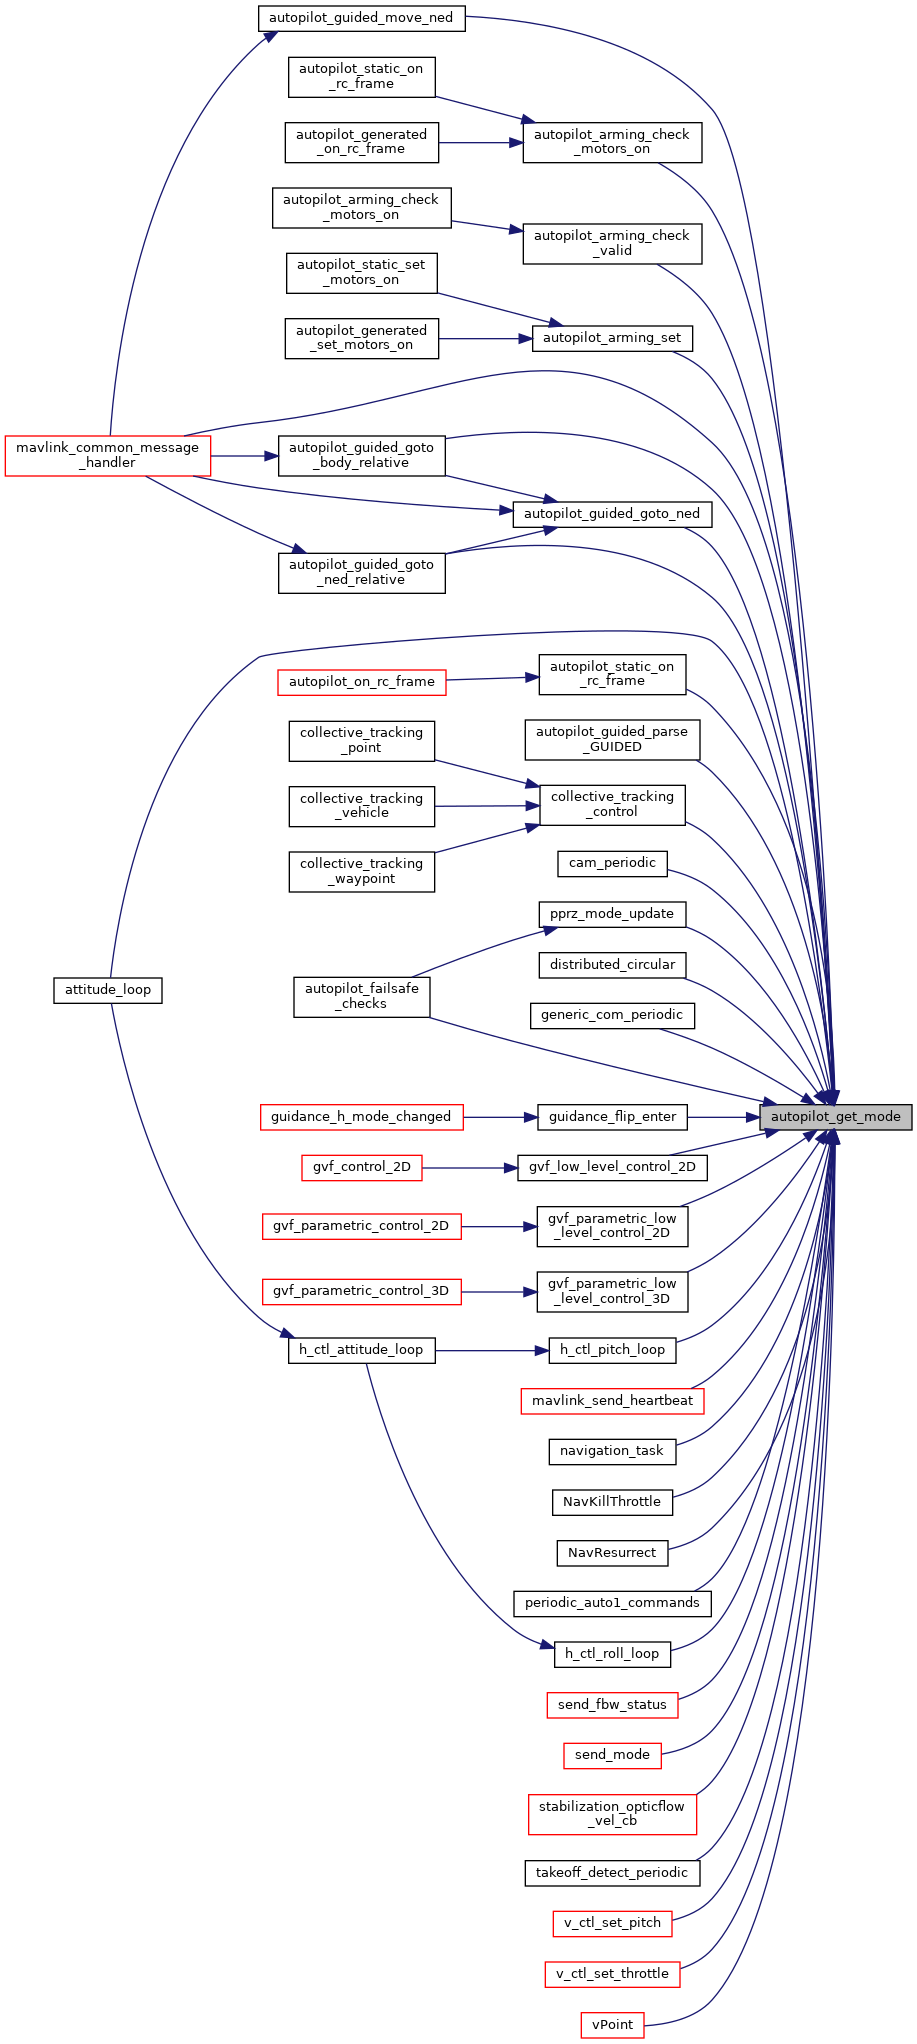 autopilot_guided_move_ned
autopilot_static_on
_rc_frame
autopilot_generated
_on_rc_frame
autopilot_arming_check
_motors_on
autopilot_arming_check
_motors_on
autopilot_arming_check
_valid
autopilot_static_set
_motors_on
autopilot_generated
_set_motors_on
autopilot_arming_set
mavlink_common_message
_handler
autopilot_guided_goto
_body_relative
autopilot_guided_goto_ned
autopilot_guided_goto
_ned_relative
autopilot_on_rc_frame
autopilot_static_on
_rc_frame
autopilot_guided_parse
_GUIDED
collective_tracking
_point
collective_tracking
_vehicle
collective_tracking
_control
collective_tracking
_waypoint
cam_periodic
pprz_mode_update
distributed_circular
attitude_loop
autopilot_failsafe
_checks
generic_com_periodic
guidance_h_mode_changed
guidance_flip_enter
autopilot_get_mode
gvf_control_2D
gvf_low_level_control_2D
gvf_parametric_control_2D
gvf_parametric_low
_level_control_2D
gvf_parametric_control_3D
gvf_parametric_low
_level_control_3D
h_ctl_attitude_loop
h_ctl_pitch_loop
mavlink_send_heartbeat
navigation_task
NavKillThrottle
NavResurrect
periodic_auto1_commands
h_ctl_roll_loop
send_fbw_status
send_mode
stabilization_opticflow
_vel_cb
takeoff_detect_periodic
v_ctl_set_pitch
v_ctl_set_throttle
vPoint